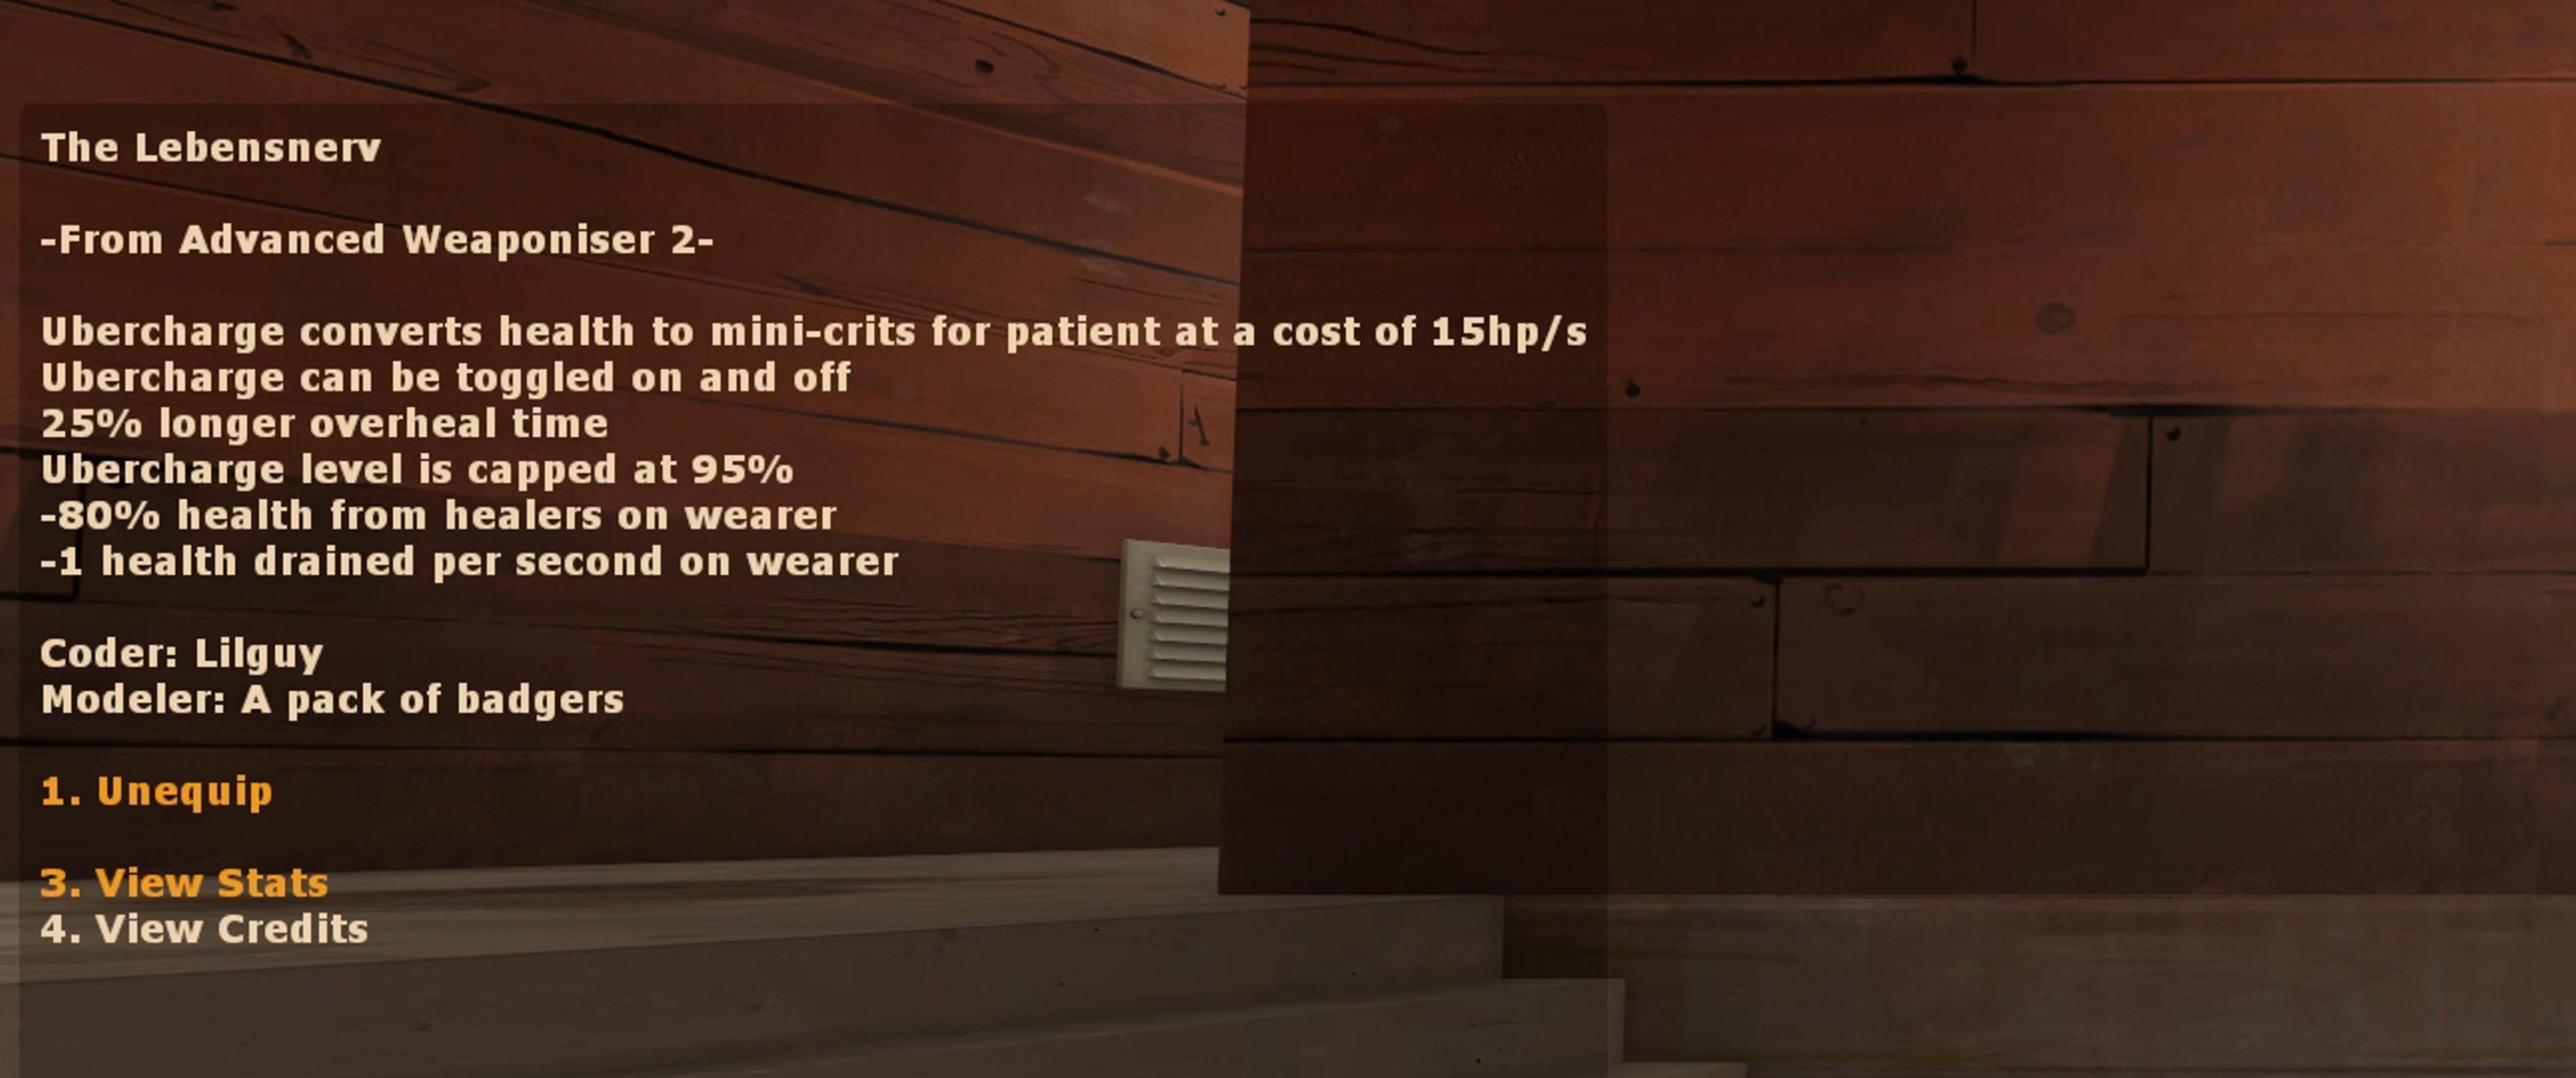 The Lebensnerv
-From Advanced Weaponiser 2-
Ubercharge converts health to mini-crits for patient at a cost of 15hp/s
Ubercharge can be toggled on and off
25% longer overheal time
Ubercharge level is capped at 95%
-80% health from healers on wearer
-1 health drained per second on wearer
Coder: Lilguy
Modeler: A pack of badgers
1. Unequip
3. View Stats
4. View Credits